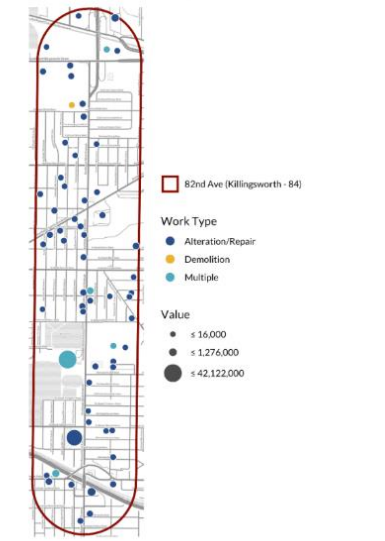 82nd Ave (Killingsworth - 84)
Work Type
Alteration/Repair
Demolition
Multiple
Value
≤ 16,000
≤ 1,276,000
≤ 42,122,000